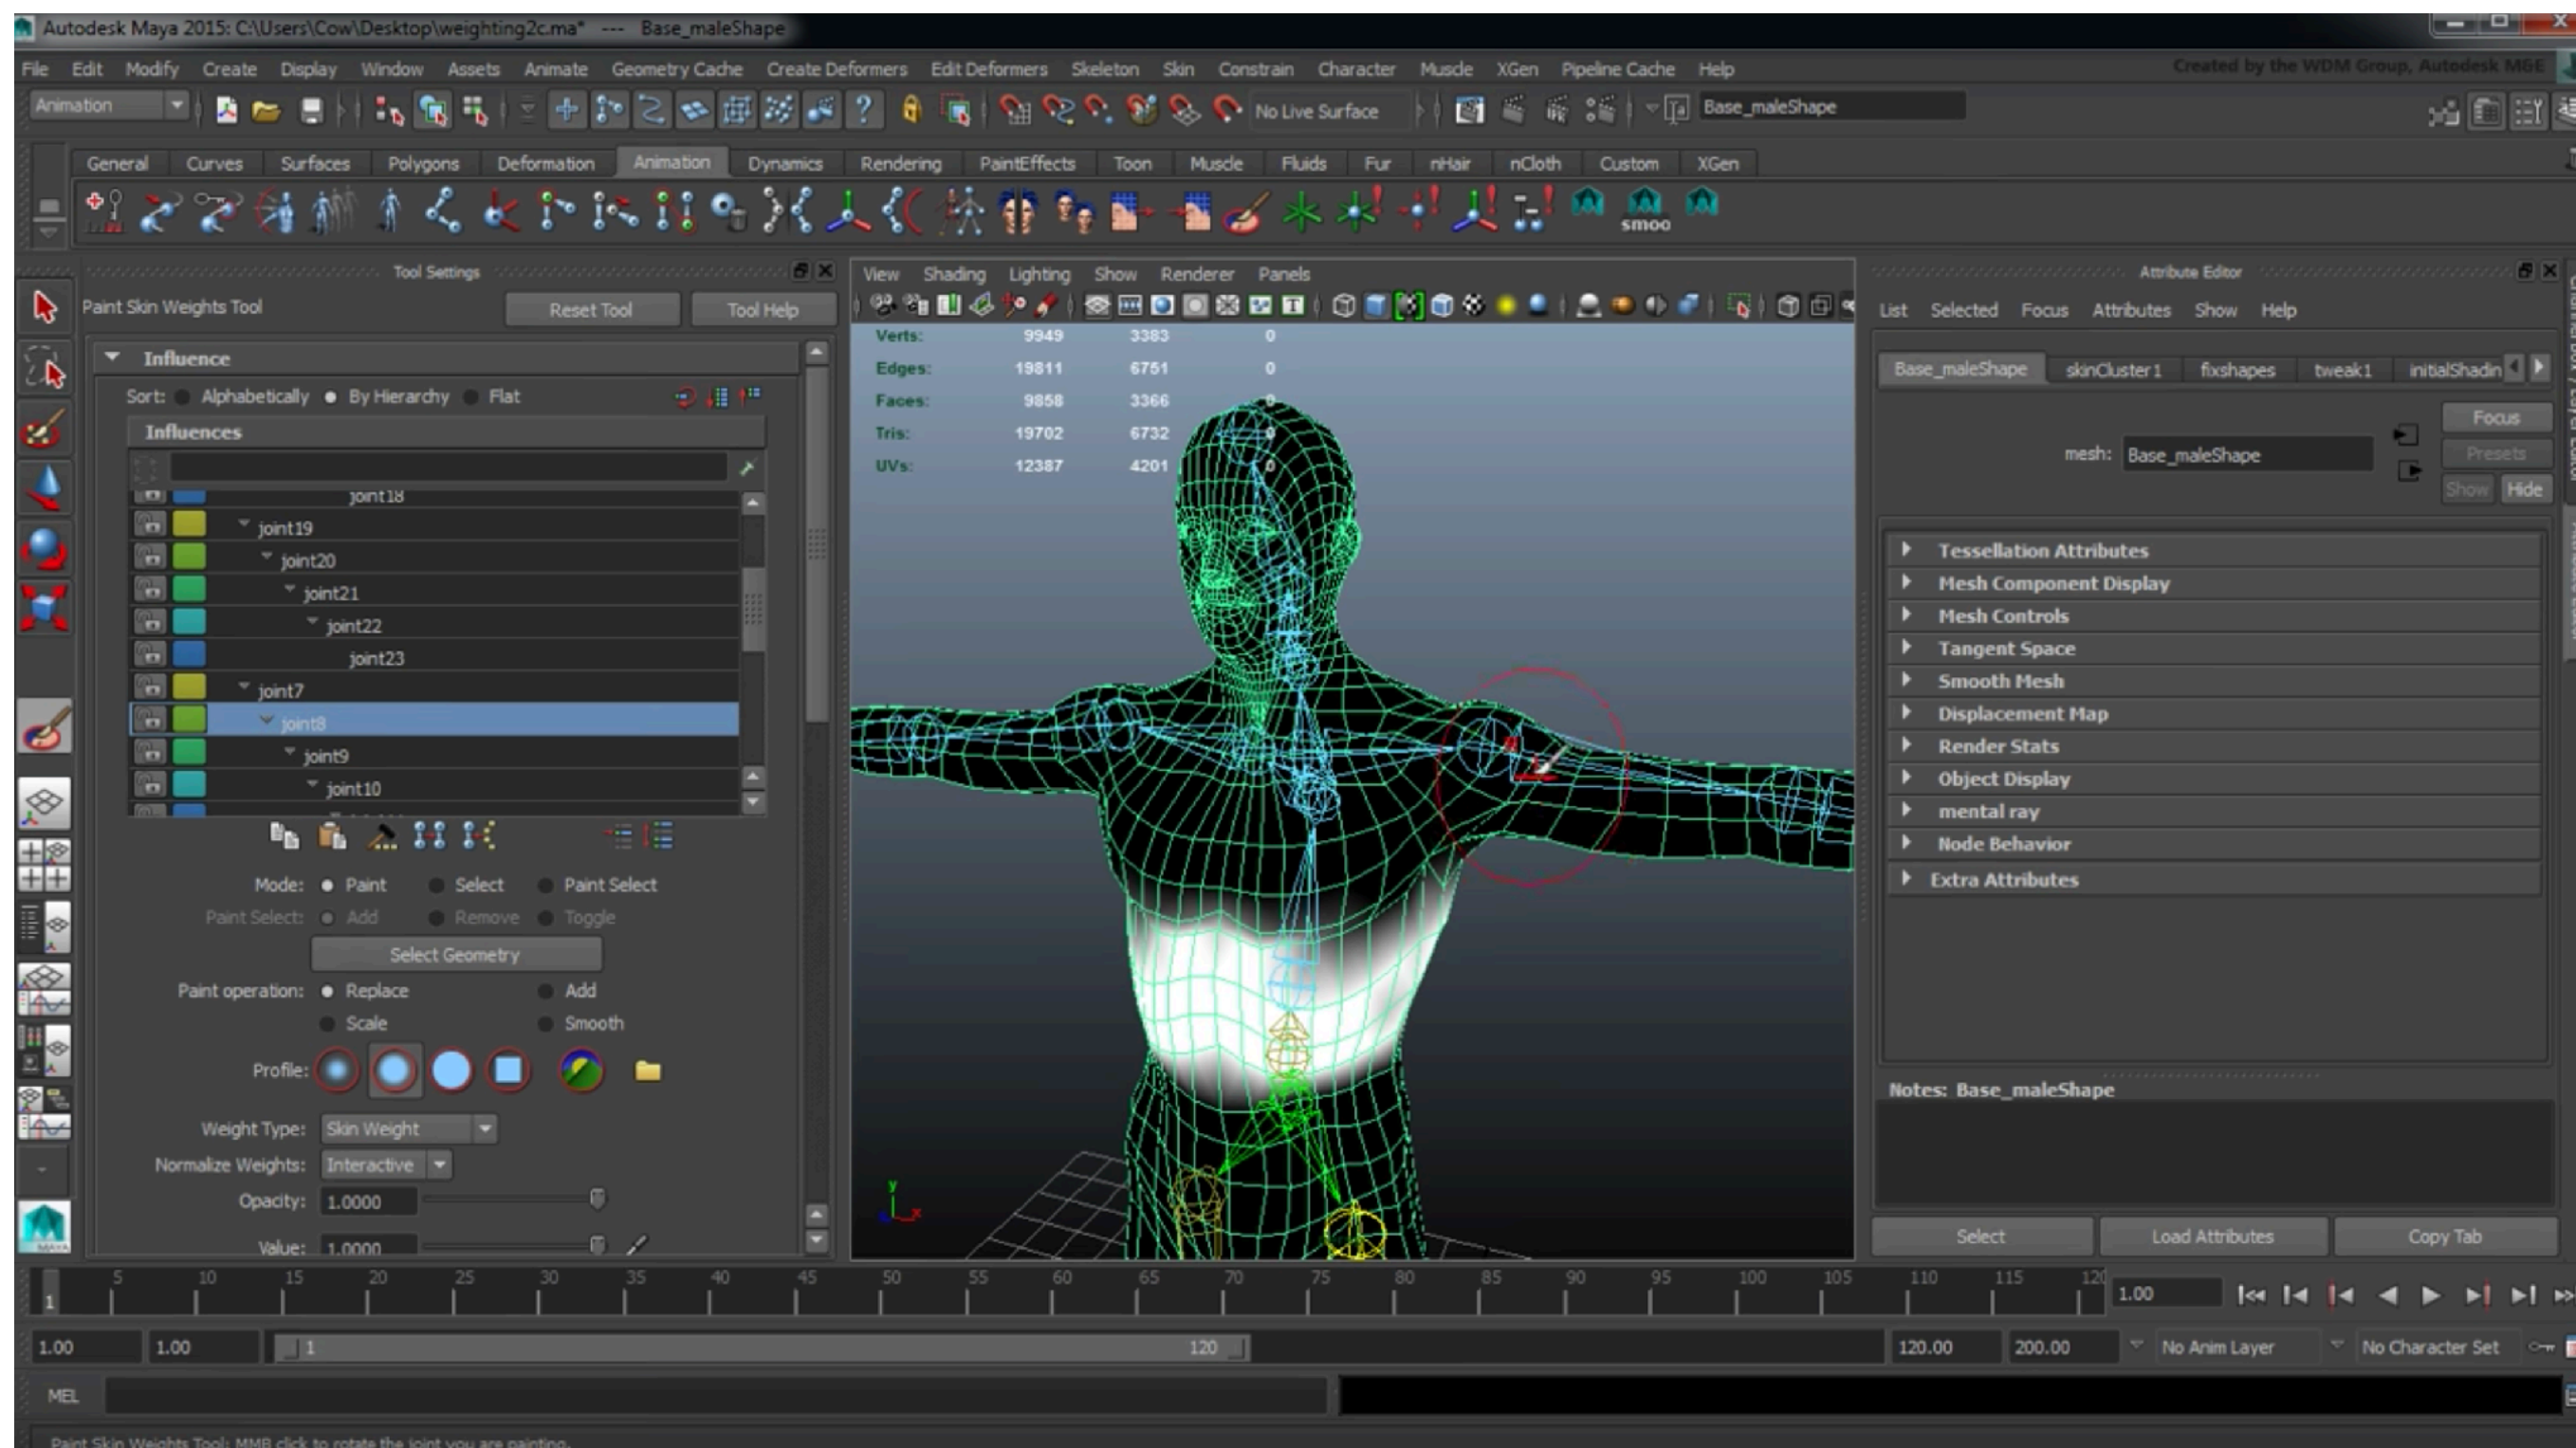 Autodesk Maya 2015: C:\Users\Cow\Desktop\weighting2c.ma* --- Base_maleShape
File Edit Modify Create Display Window Assets Animate Geometry Cache Create Deformers Edit Deformers Skeleton Skin Constrain Character Muscle XGen Pipeline Cache Help
Created by the WDM Group, Autodesk MGE
Animation
No Live Surface
Base_maleShape
General Curves Surfaces Polygons Deformation Animation Dynamics Rendering PaintEffects Toon Muscle Fluids Fur nHair nCloth Custom XGen
smoo
Tool Settings
Paint Skin Weights Tool
Reset Tool
Tool Help
Influence
Sort: Alphabetically By Hierarchy Flat
Influences
joint18
joint19
joint20
joint21
joint22
joint23
joint7
joint8
joint9
joint10
Mode: Paint Select Paint Select
Paint Select: Add Remove Toggle
Select Geometry
Paint operation: Replace Add
Scale Smooth
Profile:
Weight Type: Skin Weight
Normalize Weights: Interactive
Opacity: 1.0000
Value: 1.0000
MAYA
View Shading Lighting Show Renderer Panels
Verts: 9949 3383 0
Edges: 19811 6751 0
Faces: 9858 3366 0
Tris: 19702 6732 0
UVs: 12387 4201 0
y
x
Attribute Editor
List Selected Focus Attributes Show Help
Base_maleShape skinCluster1 fixshapes tweak1 initialShadin
Focus
mesh: Base_maleShape
Presets
Show Hide
Tessellation Attributes
Mesh Component Display
Mesh Controls
Tangent Space
Smooth Mesh
Displacement Map
Render Stats
Object Display
mental ray
Node Behavior
Extra Attributes
Notes: Base_maleShape
Select
Load Attributes
Copy Tab
1 5 10 15 20 25 30 35 40 45 50 55 60 65 70 75 80 85 90 95 100 105 110 115 120
1.00
1.00 1.00 1 120 120.00 200.00 No Anim Layer No Character Set
MEL
Paint Skin Weights Tool: MMB click to rotate the joint you are painting.